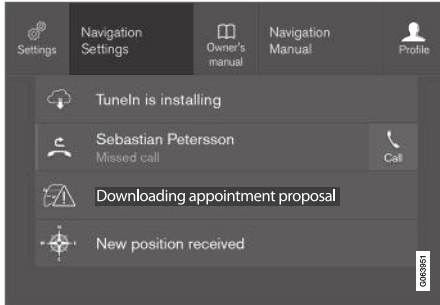 Settings
Navigation
Settings
Owner's
manual
Navigation
Manual
Profile
TuneIn is installing
Sebastian Petersson
Missed call
Call
Downloading appointment proposal
New position received
G063951